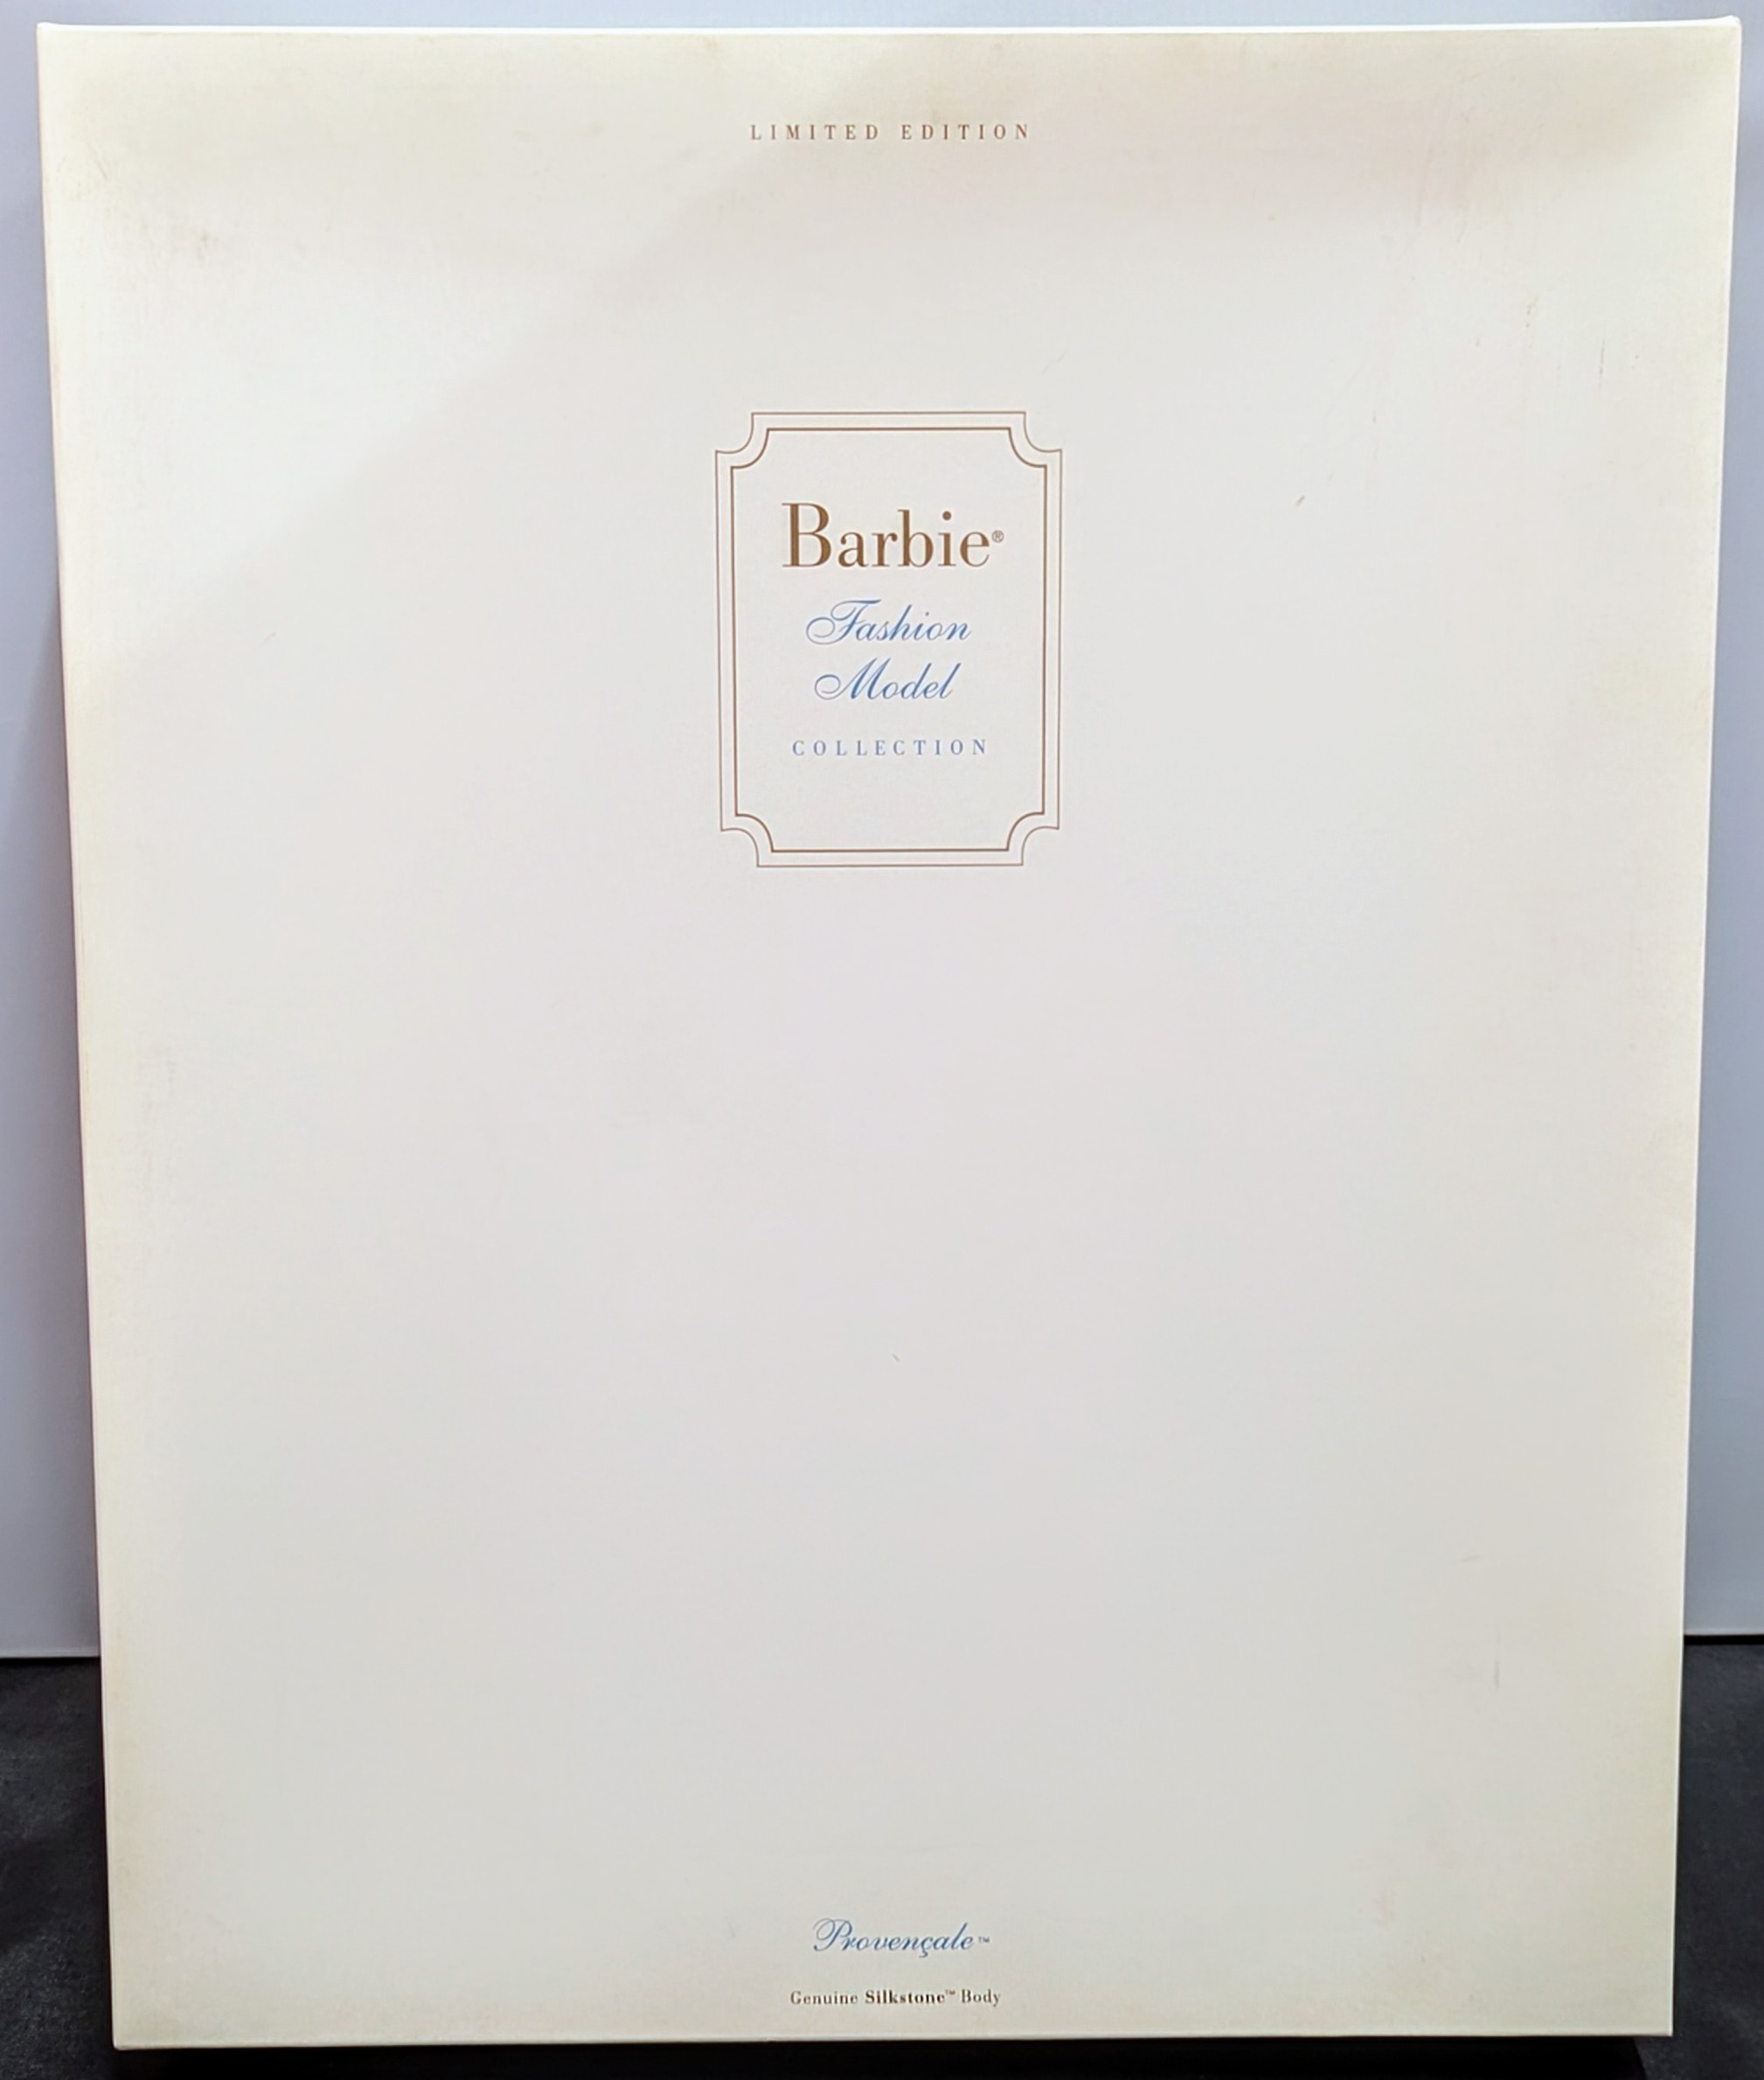 LIMITED EDITION
Barbie®
Fashion
Model
COLLECTION
Provençale™
Genuine Silkstone™ Body